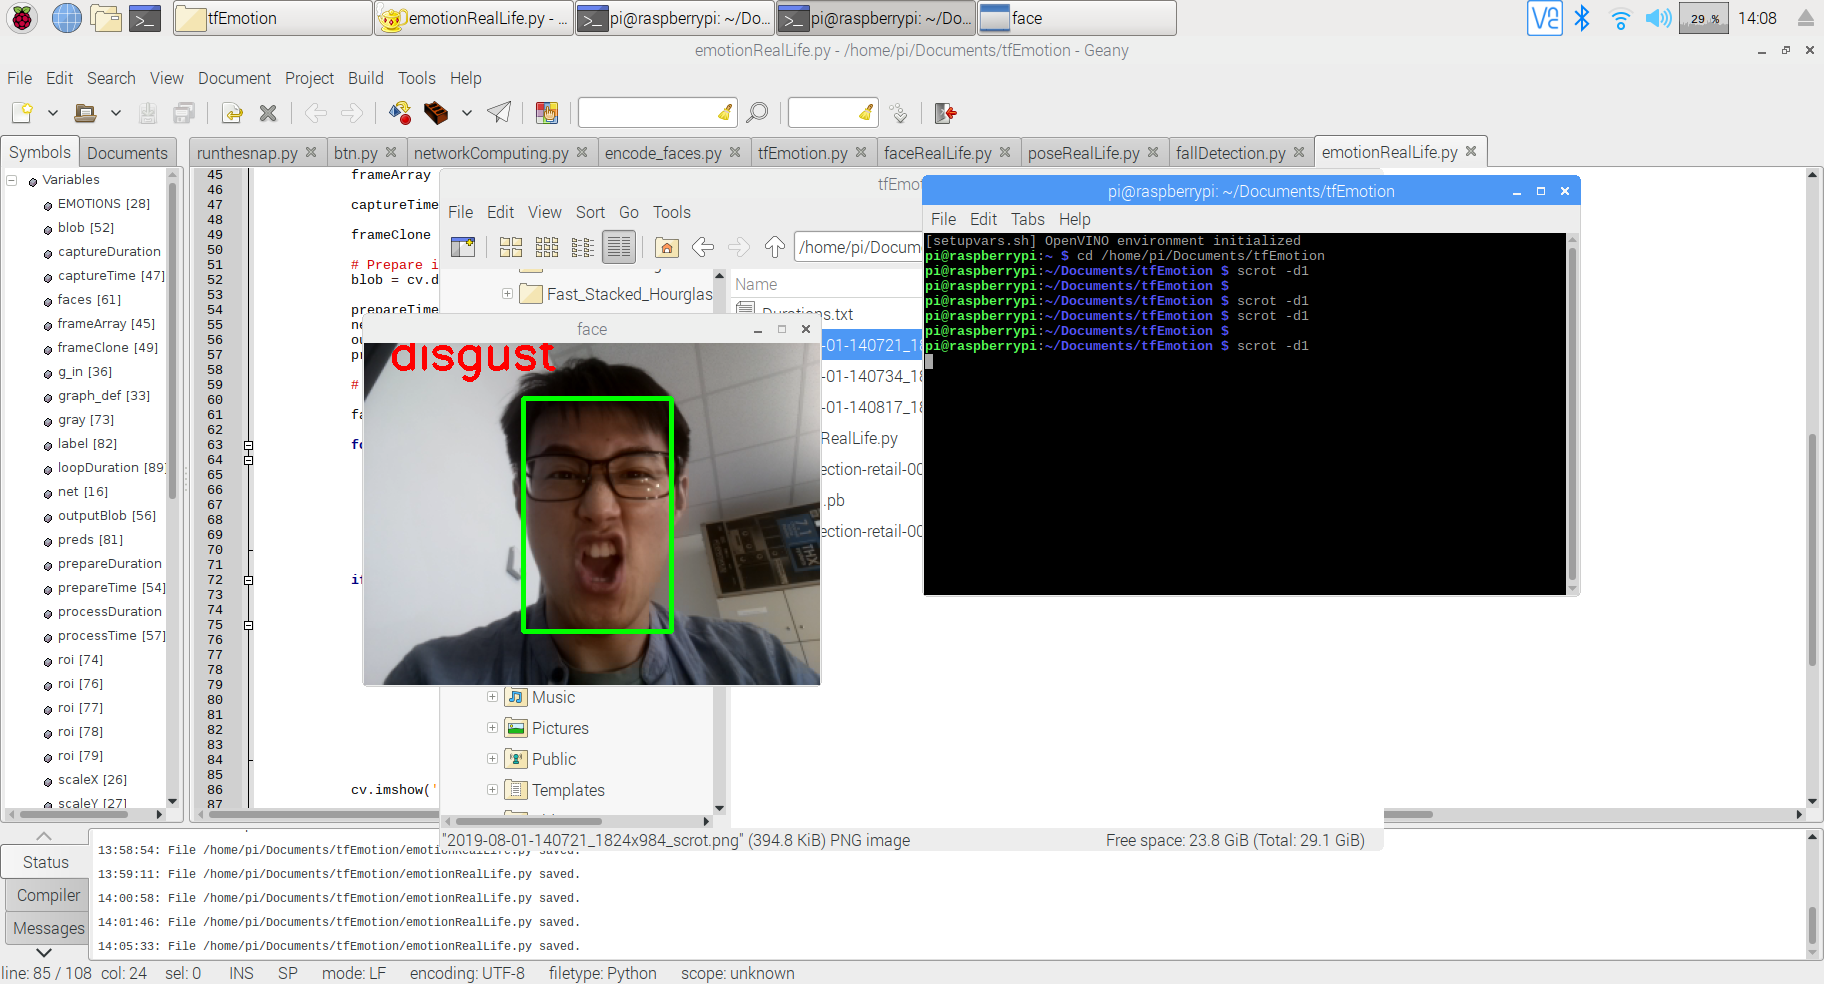 tfEmotion
emotionRealLife.py - ...
pi@raspberrypi: ~/Do...
pi@raspberrypi: ~/Do...
face
29 %
14:08
emotionRealLife.py - /home/pi/Documents/tfEmotion - Geany
File Edit Search View Document Project Build Tools Help
Symbols Documents
runthesnap.py btn.py networkComputing.py encode_faces.py tfEmotion.py faceRealLife.py poseRealLife.py fallDetection.py emotionRealLife.py
Variables
EMOTIONS [28]
blob [52]
captureDuration
captureTime [47]
faces [61]
frameArray [45]
frameClone [49]
g_in [36]
graph_def [33]
gray [73]
label [82]
loopDuration [89]
net [16]
outputBlob [56]
preds [81]
prepareDuration
prepareTime [54]
processDuration
processTime [57]
roi [74]
roi [76]
roi [77]
roi [78]
roi [79]
scaleX [26]
scaleY [27]
45 frameArray
46
47 captureTime
48
49 frameClone
50
51 # Prepare i
52 blob = cv.d
53
54 prepareTime
55 ne
56 ou
57 pr
58
59 #
60
61 fa
62
63 fo
64
65
66
67
68
69
70
71
72 if
73
74
75
76
77
78
79
80
81
82
83
84
85
86 cv.imshow('
87
tfEmot
File Edit View Sort Go Tools
/home/pi/Docum
Fast_Stacked_Hourglas
Music
Pictures
Public
Templates
Name
Durations.txt
-01-140721_18
-01-140734_18
-01-140817_18
RealLife.py
ection-retail-00
.pb
ection-retail-00
"2019-08-01-140721_1824x984_scrot.png" (394.8 KiB) PNG image
Free space: 23.8 GiB (Total: 29.1 GiB)
face
disgust
7.1
THX
pi@raspberrypi: ~/Documents/tfEmotion
File Edit Tabs Help
[setupvars.sh] OpenVINO environment initialized
pi@raspberrypi:~ $ cd /home/pi/Documents/tfEmotion
pi@raspberrypi:~/Documents/tfEmotion $ scrot -d1
pi@raspberrypi:~/Documents/tfEmotion $
pi@raspberrypi:~/Documents/tfEmotion $ scrot -d1
pi@raspberrypi:~/Documents/tfEmotion $ scrot -d1
pi@raspberrypi:~/Documents/tfEmotion $
pi@raspberrypi:~/Documents/tfEmotion $ scrot -d1
Status
Compiler
Messages
13:58:54: File /home/pi/Documents/tfEmotion/emotionRealLife.py saved.
13:59:11: File /home/pi/Documents/tfEmotion/emotionRealLife.py saved.
14:00:58: File /home/pi/Documents/tfEmotion/emotionRealLife.py saved.
14:01:46: File /home/pi/Documents/tfEmotion/emotionRealLife.py saved.
14:05:33: File /home/pi/Documents/tfEmotion/emotionRealLife.py saved.
line: 85 / 108 col: 24 sel: 0 INS SP mode: LF encoding: UTF-8 filetype: Python scope: unknown